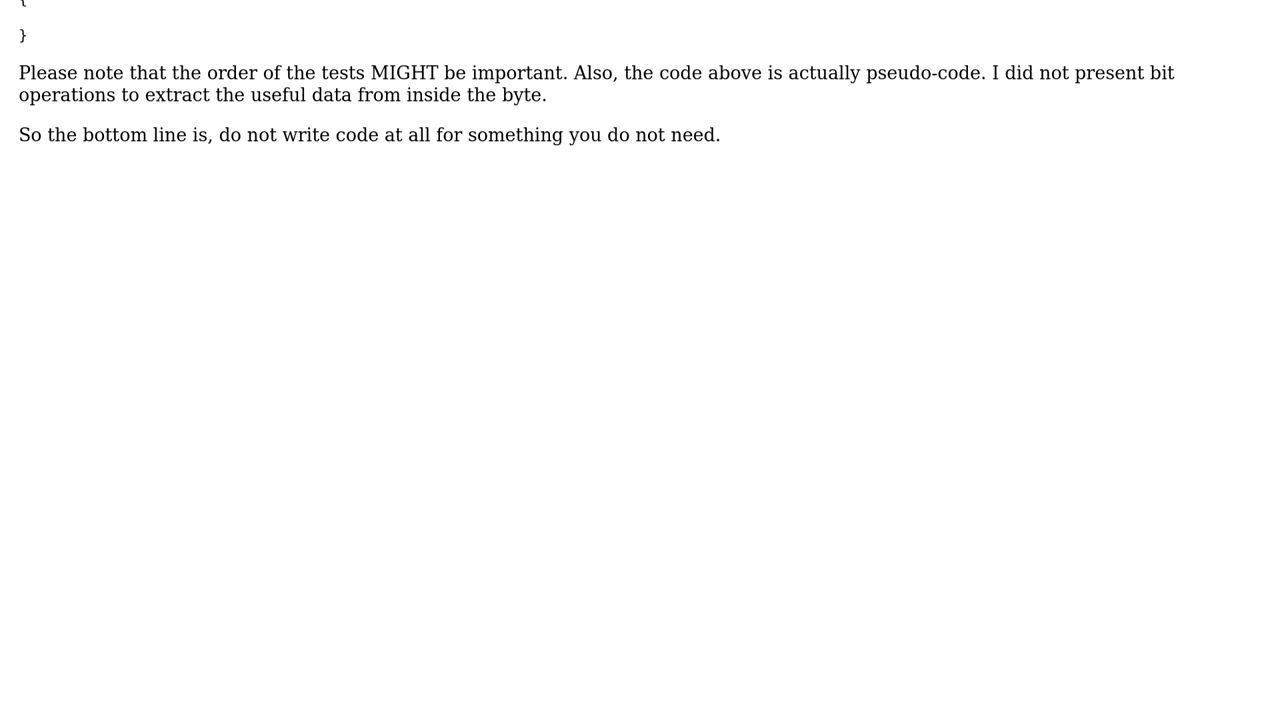 {
}
Please note that the order of the tests MIGHT be important. Also, the code above is actually pseudo-code. I did not present bit
operations to extract the useful data from inside the byte.
So the bottom line is, do not write code at all for something you do not need.